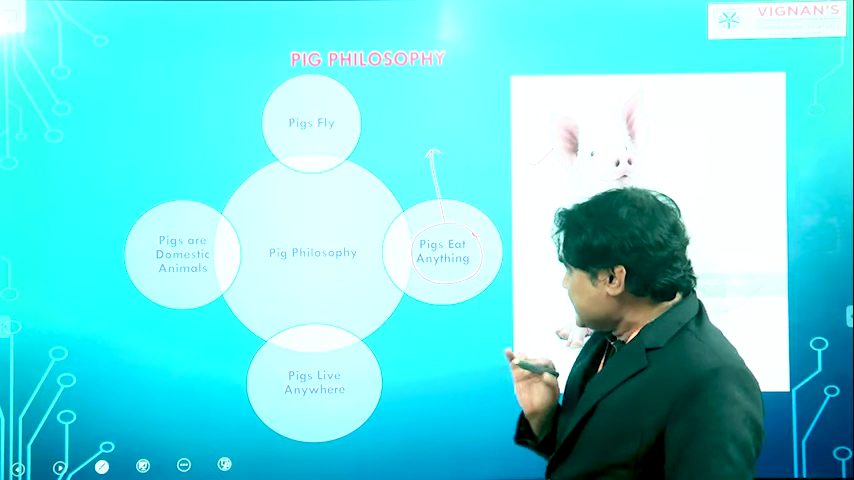 VIGNAN'S
PIG PHILOSOPHY
Pigs Fly
Pigs are
Domestic
Animals
Pig Philosophy
Pigs Eat
Anything
Pigs Live
Anywhere